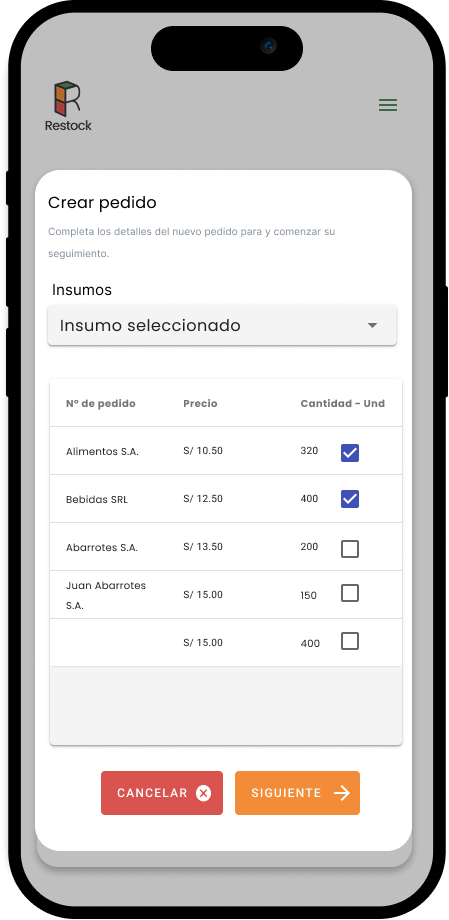 Restock
Crear pedido
Completa los detalles del nuevo pedido para y comenzar su
seguimiento.
Insumos
Insumo seleccionado
Nº de pedido Precio Cantidad - Und
Alimentos S.A. S/ 10.50 320
Bebidas SRL S/ 12.50 400
Abarrotes S.A. S/ 13.50 200
Juan Abarrotes
S.A. S/ 15.00 150
S/ 15.00 400
CANCELAR SIGUIENTE